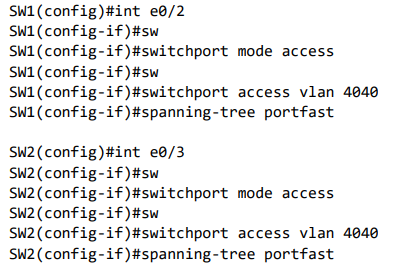 SW1(config)#int e0/2
SW1(config-if)#sw
SW1(config-if)#switchport mode access
SW1(config-if)#sw
SW1(config-if)#switchport access vlan 4040
SW1(config-if)#spanning-tree portfast
SW2(config)#int e0/3
SW2(config-if)#sw
SW2(config-if)#switchport mode access
SW2(config-if)#sw
SW2(config-if)#switchport access vlan 4040
SW2(config-if)#spanning-tree portfast